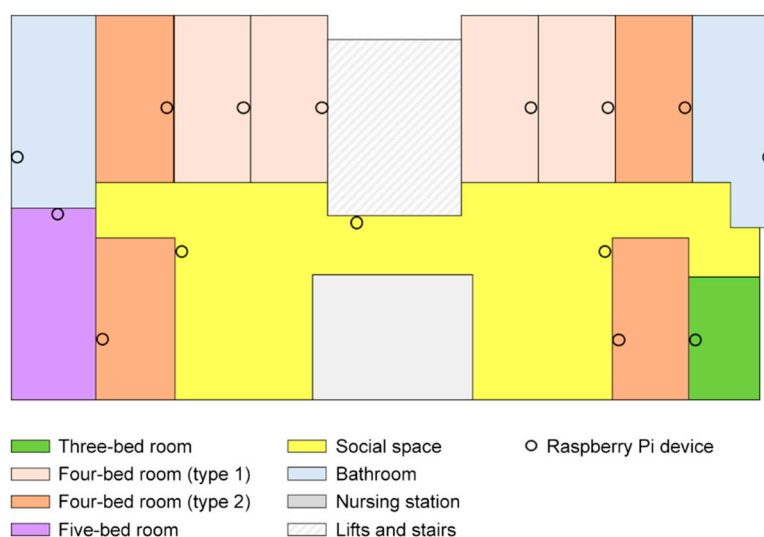 Three-bed room
Four-bed room (type 1)
Four-bed room (type 2)
Five-bed room
Social space
Bathroom
Nursing station
Lifts and stairs
Raspberry Pi device